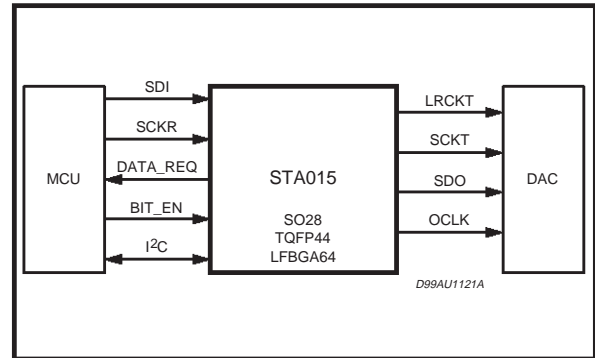 SDI
SCKR
DATA_REQ
BIT_EN
I²C
MCU
STA015
SO28
TQFP44
LFBGA64
LRCKT
SCKT
SDO
OCLK
DAC
D99AU1121A